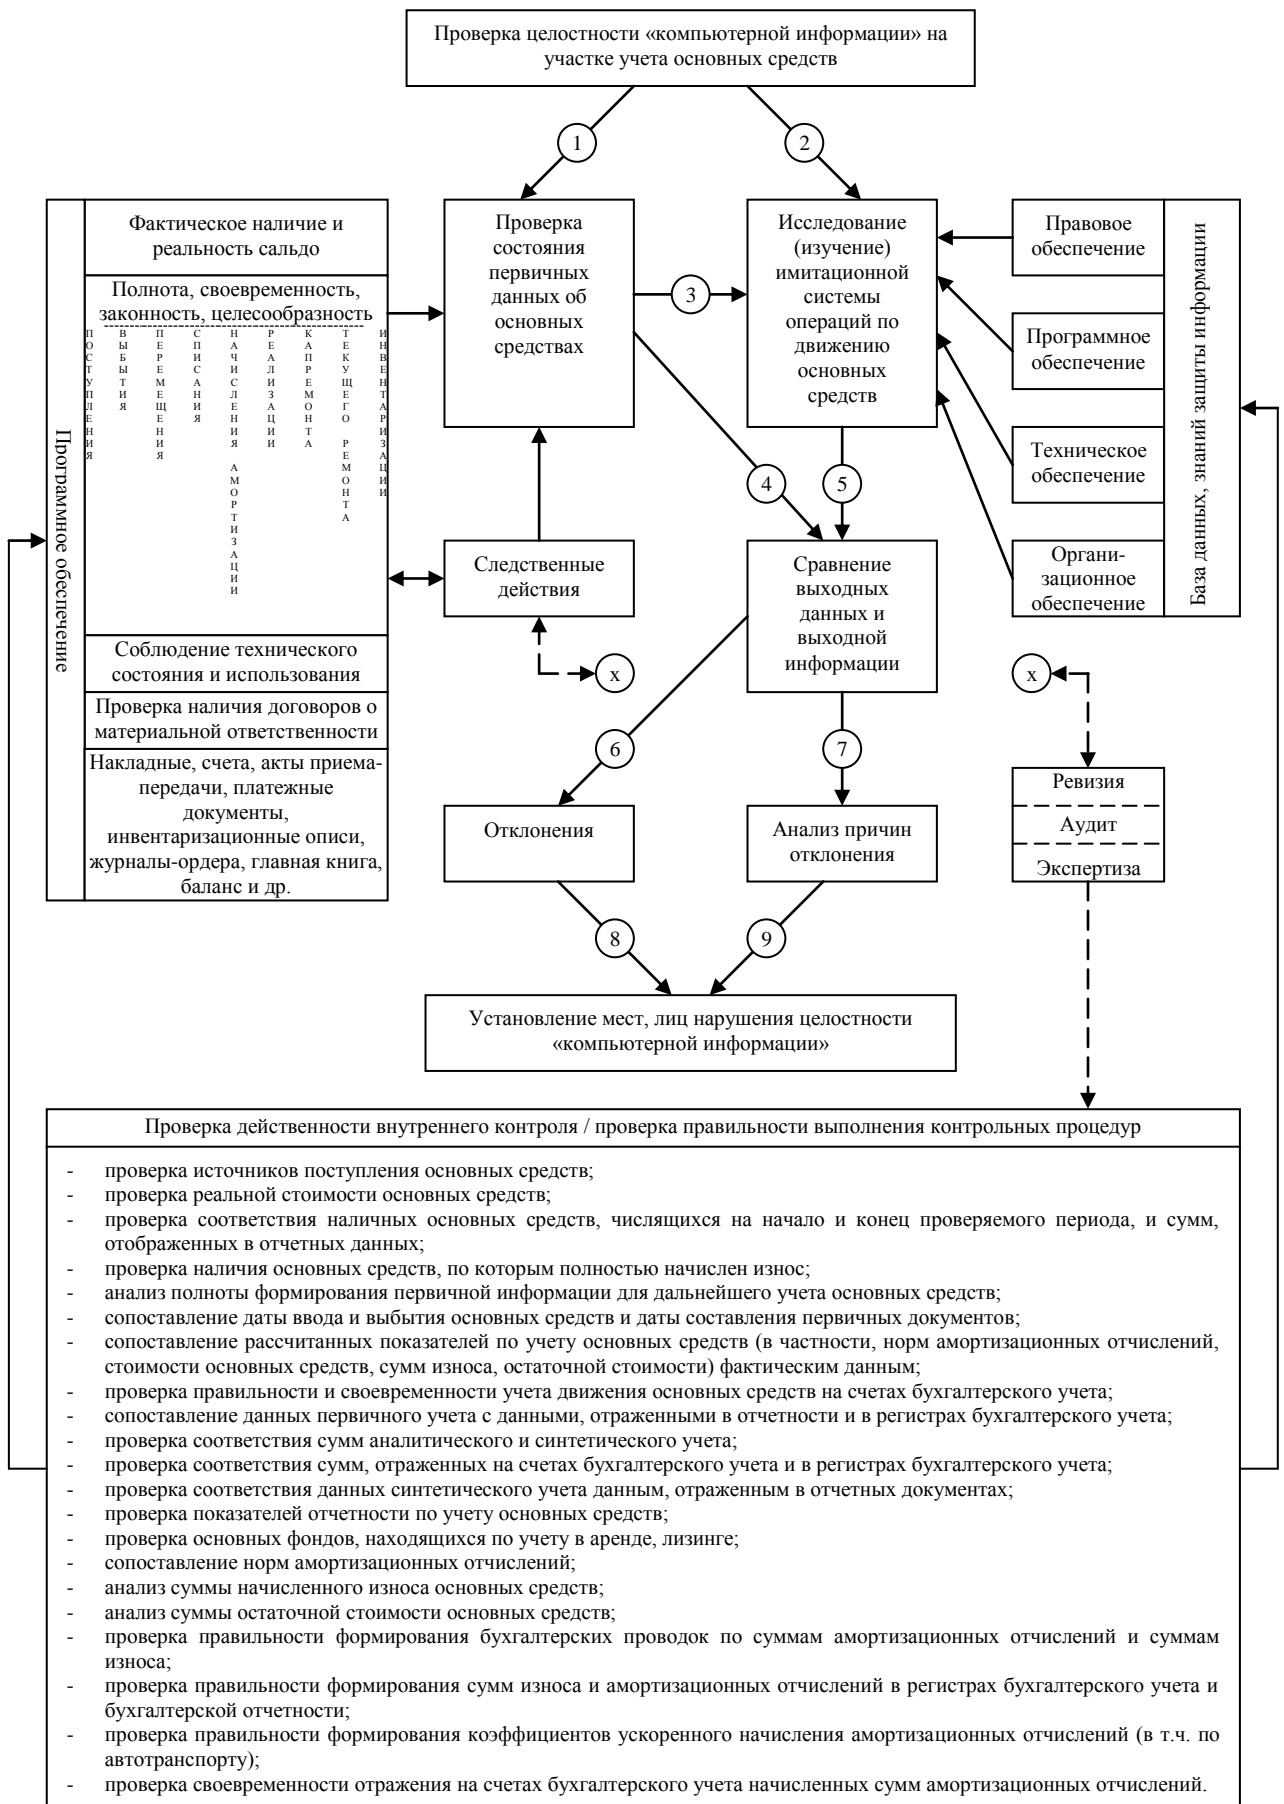 Проверка целостности «компьютерной информации» на
участке учета основных средств
1
2
Программное обеспечение
Фактическое наличие и
реальность сальдо
Полнота, своевременность,
законность, целесообразность
ПОСТУПЛЕНИЯ
ВЫБЫТИЯ
ПЕРЕМЕЩЕНИЯ
СПИСАНИЯ
НАЧИСЛЕНИЯ АМОРТИЗАЦИИ
РЕАЛИЗАЦИИ
КАПРЕМОНТА
ТЕКУЩЕГО РЕМОНТА
ИНВЕНТАРИЗАЦИИ
Соблюдение технического
состояния и использования
Проверка наличия договоров о
материальной ответственности
Накладные, счета, акты приема-
передачи, платежные
документы,
инвентаризационные описи,
журналы-ордера, главная книга,
баланс и др.
Проверка
состояния
первичных
данных об
основных
средствах
3
Исследование
(изучение)
имитационной
системы
операций по
движению
основных
средств
Правовое
обеспечение
Программное
обеспечение
Техническое
обеспечение
Органи-
зационное
обеспечение
База данных, знаний защиты информации
4
5
Следственные
действия
х
Сравнение
выходных
данных и
выходной
информации
х
6
7
Отклонения
Анализ причин
отклонения
Ревизия
Аудит
Экспертиза
8
9
Установление мест, лиц нарушения целостности
«компьютерной информации»
Проверка действенности внутреннего контроля / проверка правильности выполнения контрольных процедур
- проверка источников поступления основных средств;
- проверка реальной стоимости основных средств;
- проверка соответствия наличных основных средств, числящихся на начало и конец проверяемого периода, и сумм,
отображенных в отчетных данных;
- проверка наличия основных средств, по которым полностью начислен износ;
- анализ полноты формирования первичной информации для дальнейшего учета основных средств;
- сопоставление даты ввода и выбытия основных средств и даты составления первичных документов;
- сопоставление рассчитанных показателей по учету основных средств (в частности, норм амортизационных отчислений,
стоимости основных средств, сумм износа, остаточной стоимости) фактическим данным;
- проверка правильности и своевременности учета движения основных средств на счетах бухгалтерского учета;
- сопоставление данных первичного учета с данными, отраженными в отчетности и в регистрах бухгалтерского учета;
- проверка соответствия сумм аналитического и синтетического учета;
- проверка соответствия сумм, отраженных на счетах бухгалтерского учета и в регистрах бухгалтерского учета;
- проверка соответствия данных синтетического учета данным, отраженным в отчетных документах;
- проверка показателей отчетности по учету основных средств;
- проверка основных фондов, находящихся по учету в аренде, лизинге;
- сопоставление норм амортизационных отчислений;
- анализ суммы начисленного износа основных средств;
- анализ суммы остаточной стоимости основных средств;
- проверка правильности формирования бухгалтерских проводок по суммам амортизационных отчислений и суммам
износа;
- проверка правильности формирования сумм износа и амортизационных отчислений в регистрах бухгалтерского учета и
бухгалтерской отчетности;
- проверка правильности формирования коэффициентов ускоренного начисления амортизационных отчислений (в т.ч. по
автотранспорту);
- проверка своевременности отражения на счетах бухгалтерского учета начисленных сумм амортизационных отчислений.